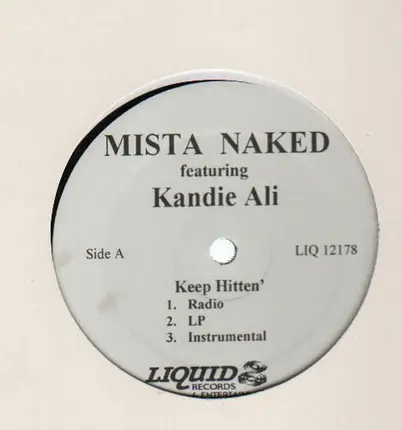 MISTA NAKED
featuring
Kandie Ali
Side A
LIQ 12178
Keep Hitten'
1. Radio
2. LP
3. Instrumental
LIQUID
RECORDS